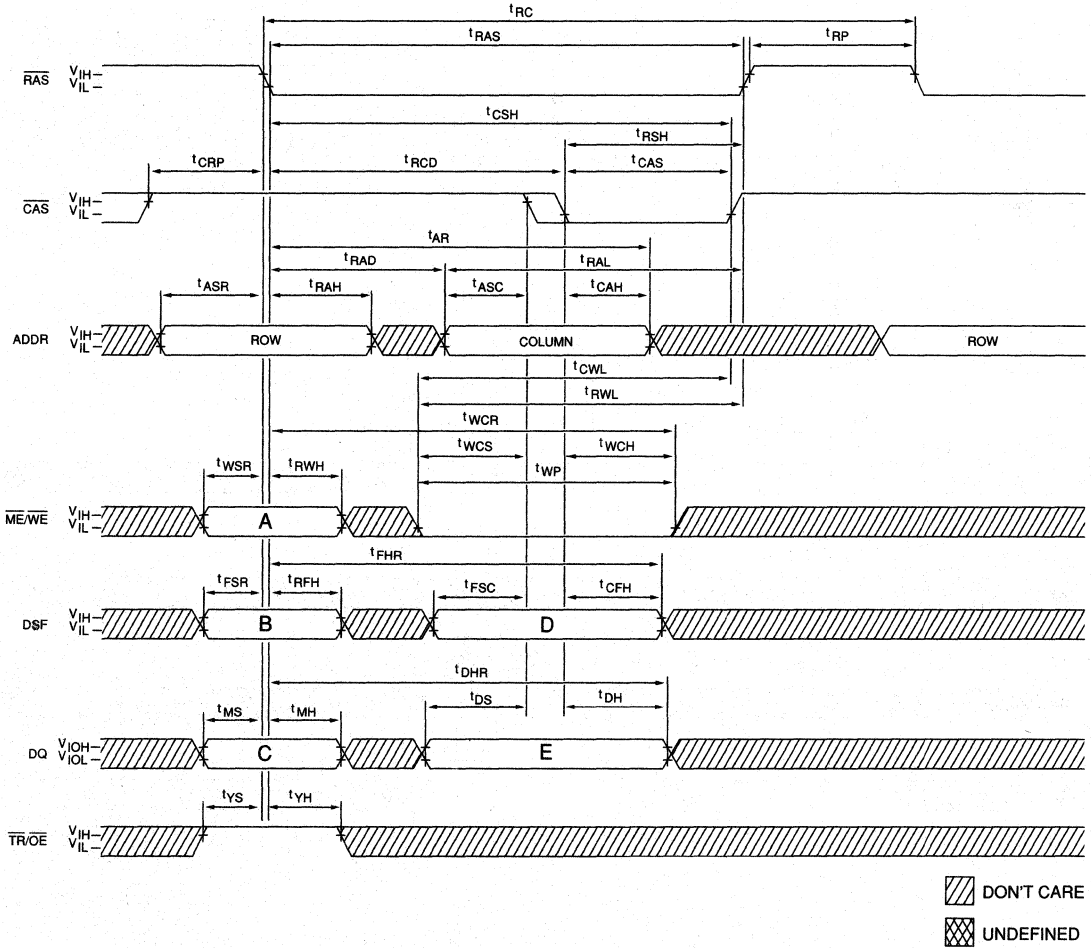 tRC
tRAS tRP
RAS VIH VIL
tCSH
tRSH
tCRP tRCD tCAS
CAS VIH VIL
tAR
tRAD tRAL
tASR tRAH tASC tCAH
ADDR VIH VIL ROW COLUMN ROW
tCWL
tRWL
tWCR
tWCS tWCH
tWSR tRWH tWP
ME/WE VIH VIL A
tFHR
tFSR tRFH tFSC tCFH
DSF VIH VIL B D
tDHR
tDS tDH
tMS tMH
DQ VIOH VIOL C E
tYS tYH
TR/OE VIH VIL
DON'T CARE
UNDEFINED